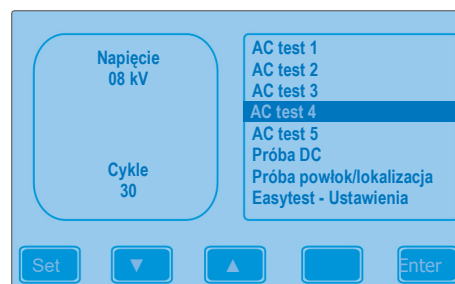 Napięcie
08 kV
Cykle
30
AC test 1
AC test 2
AC test 3
AC test 4
AC test 5
Próba DC
Próba powłok/lokalizacja
Easytest - Ustawienia
Set
▼
▲
Enter